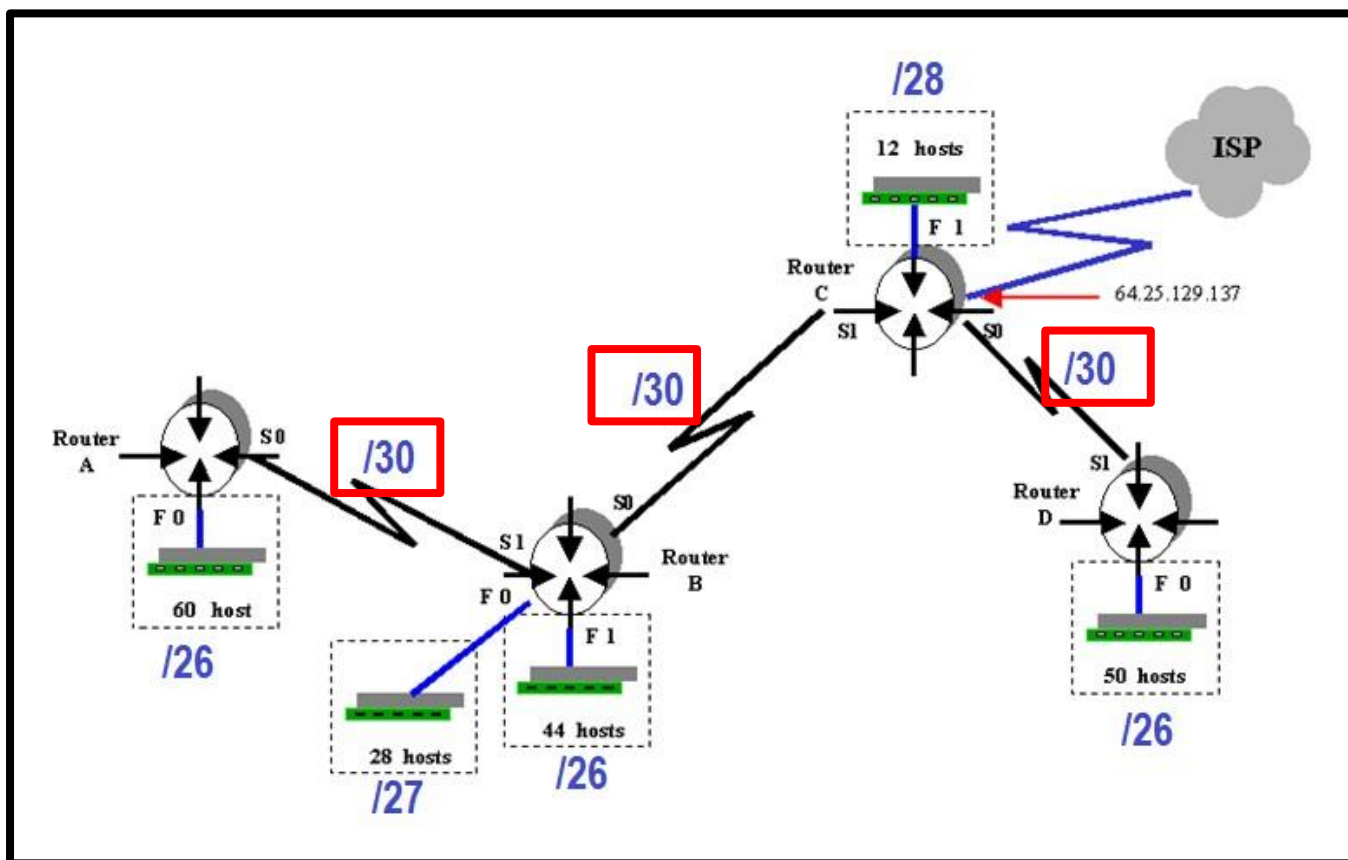 /28
12 hosts
ISP
F 1
Router
C
S1
S0
64.25.129.137
/30
/30
Router
A
S0
/30
F 0
60 host
/26
S0
S1
Router
B
F 0
F 1
28 hosts
/27
44 hosts
/26
S1
Router
D
F 0
50 hosts
/26